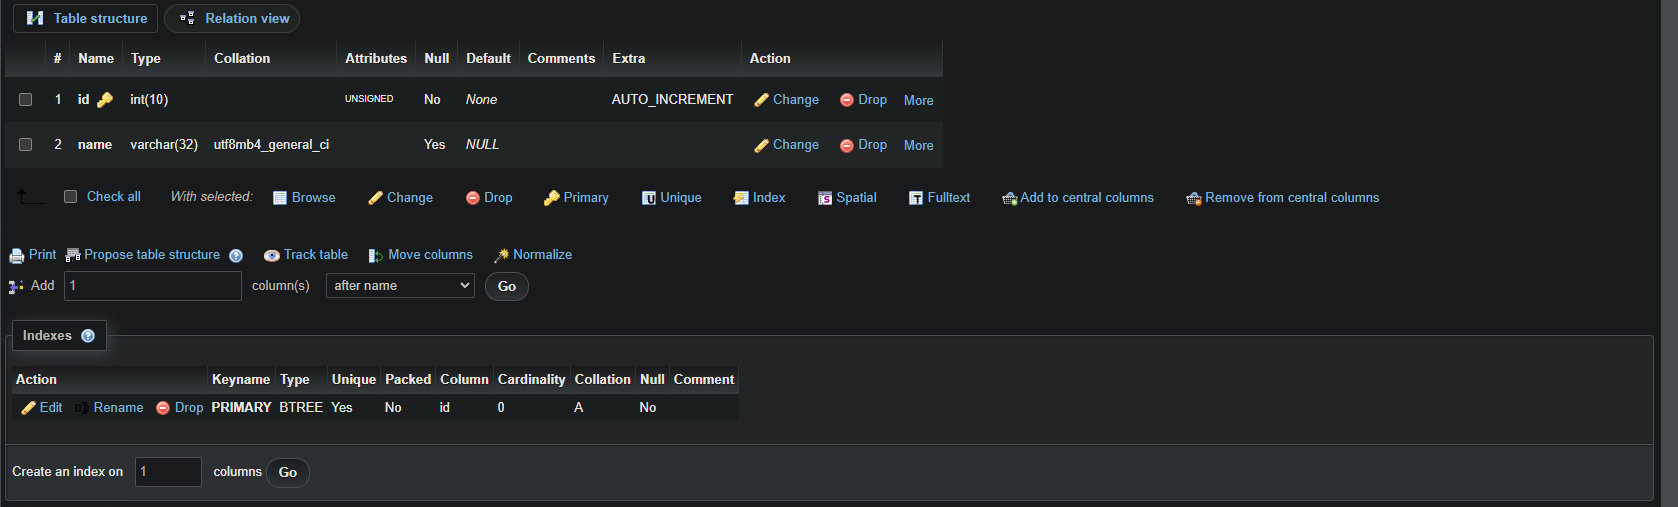 Table structure Relation view
# Name Type Collation Attributes Null Default Comments Extra Action
1 id int(10) UNSIGNED No None AUTO_INCREMENT Change Drop More
2 name varchar(32) utf8mb4_general_ci Yes NULL Change Drop More
Check all With selected: Browse Change Drop Primary Unique Index Spatial Fulltext Add to central columns Remove from central columns
Print Propose table structure Track table Move columns Normalize
Add 1 column(s) after name Go
Indexes
Action Keyname Type Unique Packed Column Cardinality Collation Null Comment
Edit Rename Drop PRIMARY BTREE Yes No id 0 A No
Create an index on 1 columns Go